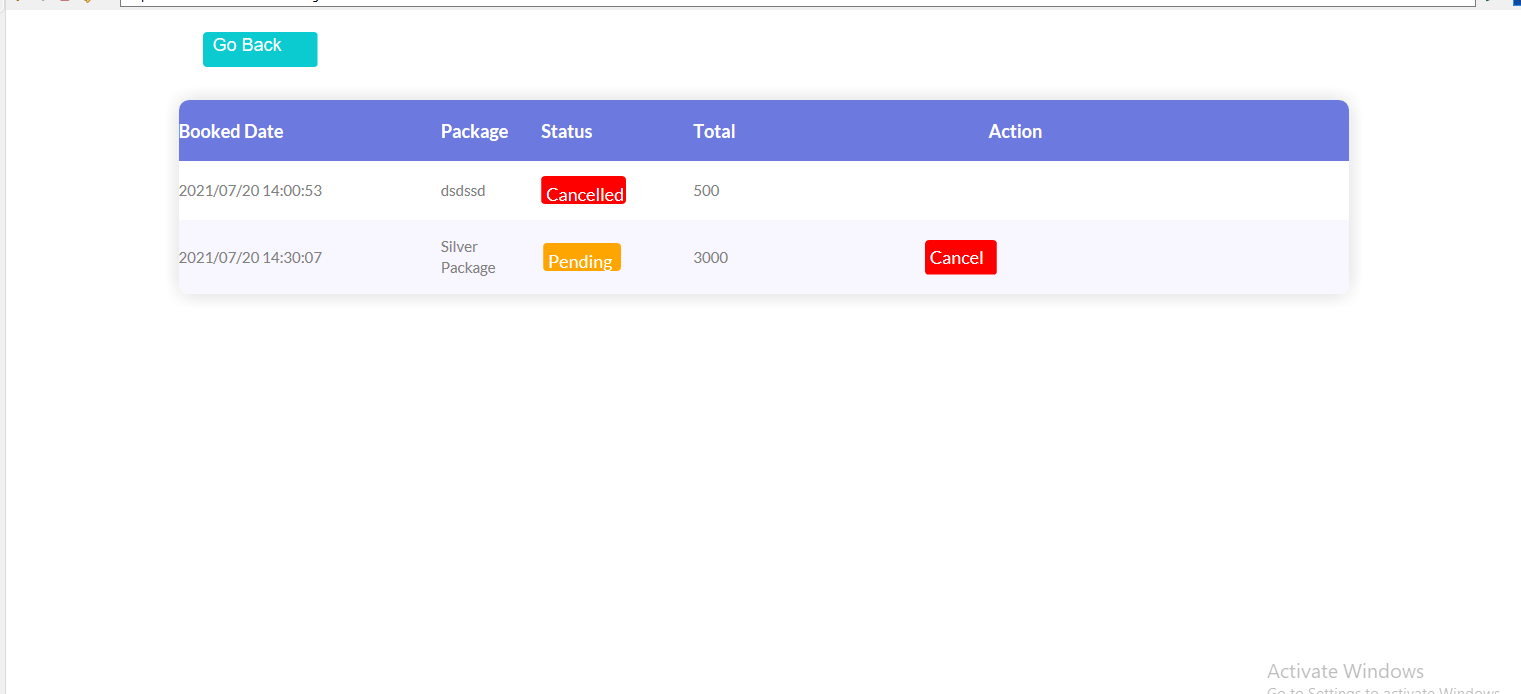 Go Back
Booked Date Package Status Total Action
2021/07/20 14:00:53 dsdssd Cancelled 500
2021/07/20 14:30:07 Silver Package Pending 3000 Cancel
Activate Windows
Go to Settings to activate Windows